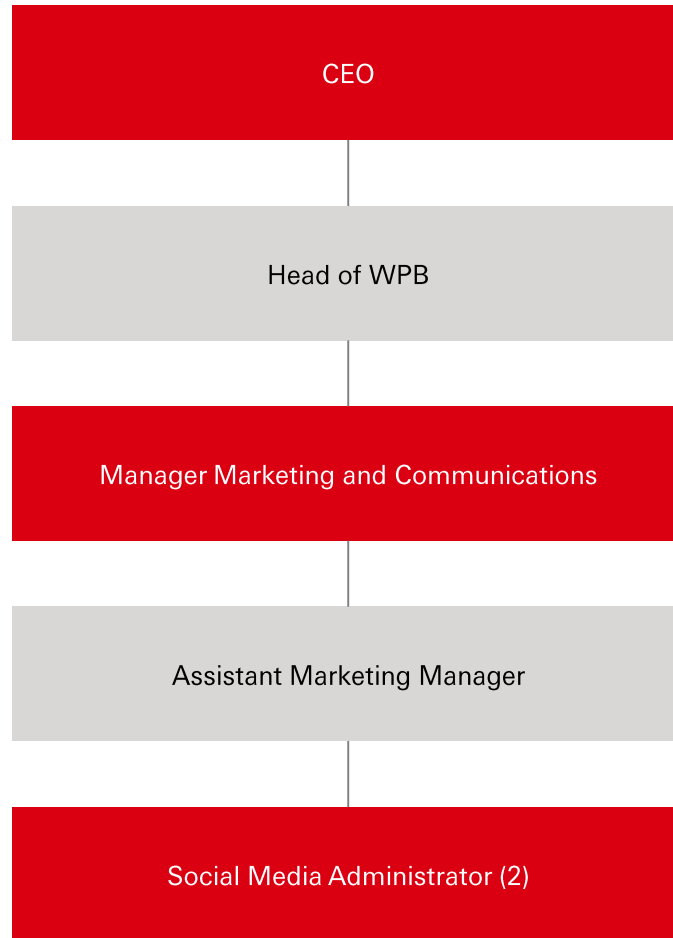 CEO
Head of WPB
Manager Marketing and Communications
Assistant Marketing Manager
Social Media Administrator (2)